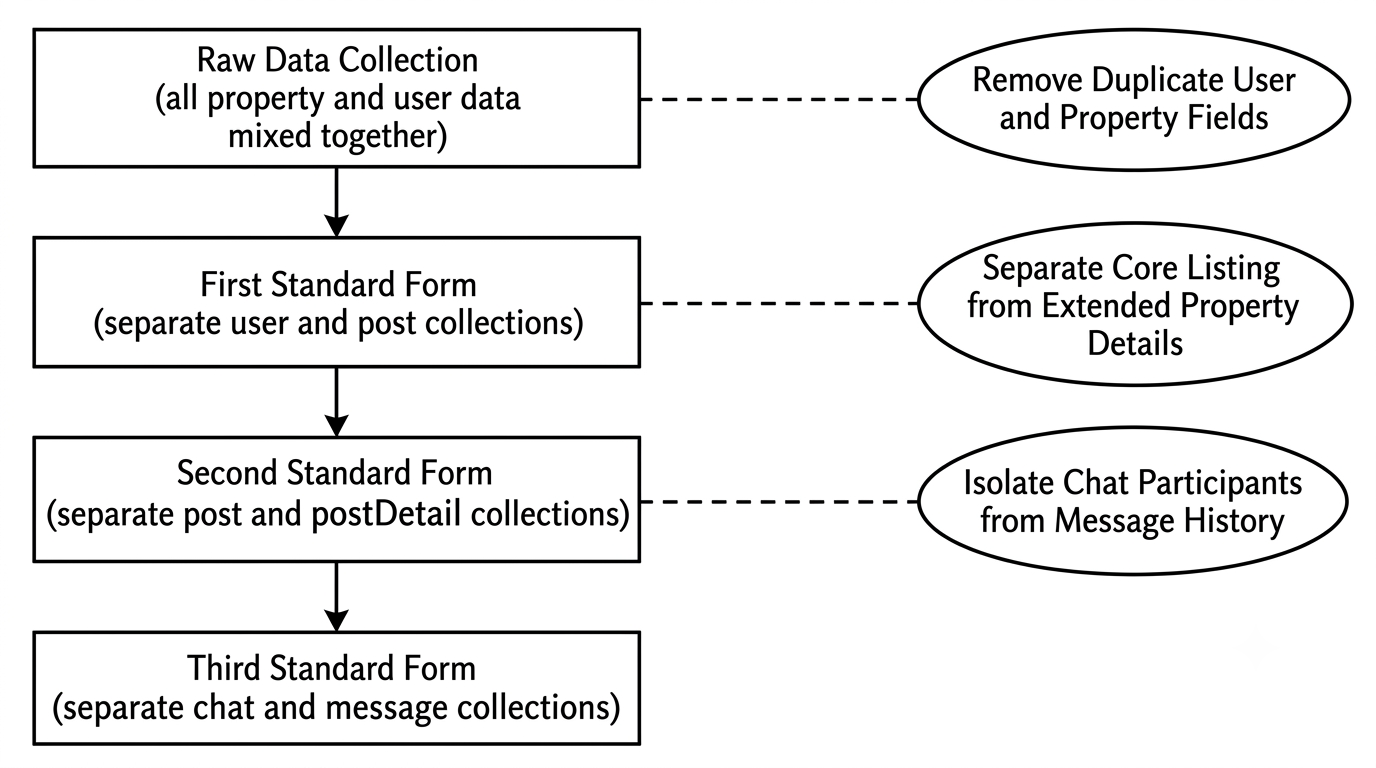 Raw Data Collection
(all property and user data
mixed together)
Remove Duplicate User
and Property Fields
First Standard Form
(separate user and post collections)
Separate Core Listing
from Extended Property
Details
Second Standard Form
(separate post and postDetail collections)
Isolate Chat Participants
from Message History
Third Standard Form
(separate chat and message collections)